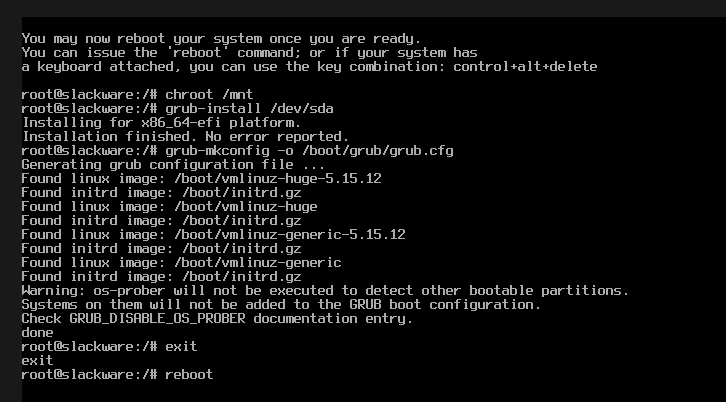 You may now reboot your system once you are ready.
You can issue the 'reboot' command; or if your system has
a keyboard attached, you can use the key combination: control+alt+delete
root@slackware:/# chroot /mnt
root@slackware:/# grub-install /dev/sda
Installing for x86_64-efi platform.
Installation finished. No error reported.
root@slackware:/# grub-mkconfig -o /boot/grub/grub.cfg
Generating grub configuration file ...
Found linux image: /boot/vmlinuz-huge-5.15.12
Found initrd image: /boot/initrd.gz
Found linux image: /boot/vmlinuz-huge
Found initrd image: /boot/initrd.gz
Found linux image: /boot/vmlinuz-generic-5.15.12
Found initrd image: /boot/initrd.gz
Found linux image: /boot/vmlinuz-generic
Found initrd image: /boot/initrd.gz
Warning: os-prober will not be executed to detect other bootable partitions.
Systems on them will not be added to the GRUB boot configuration.
Check GRUB_DISABLE_OS_PROBER documentation entry.
done
root@slackware:/# exit
exit
root@slackware:/# reboot